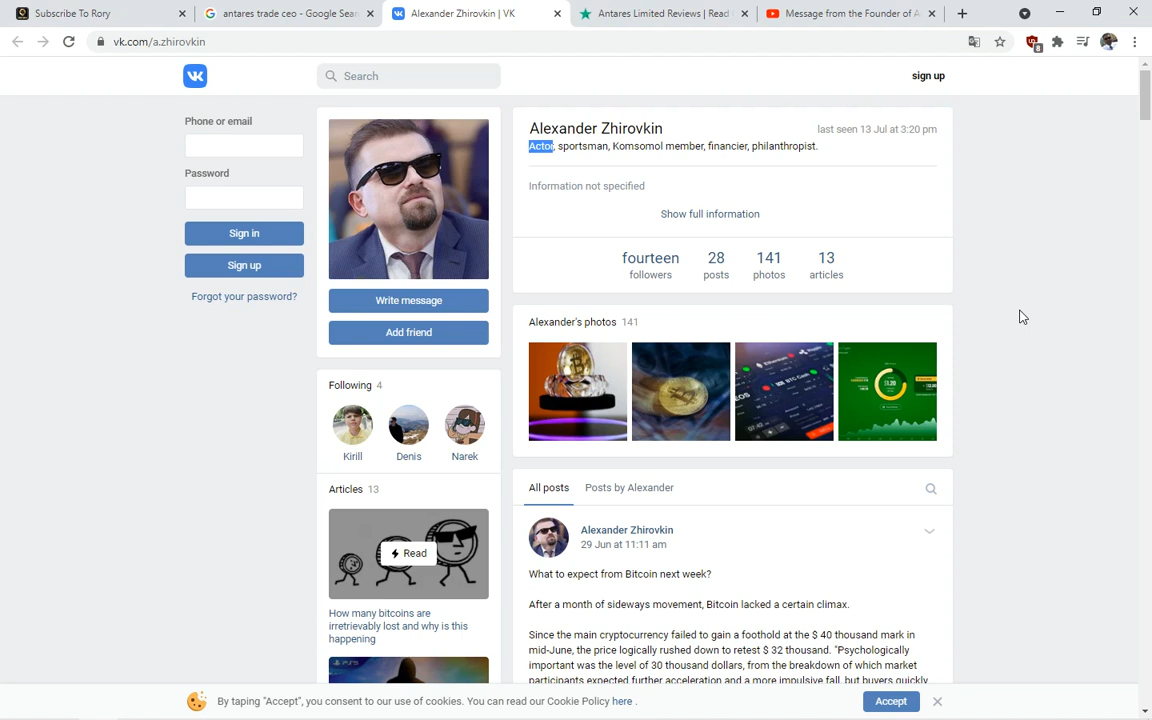 Subscribe To Rory
antares trade ceo - Google Sear
Alexander Zhirovkin | VK
Antares Limited Reviews | Read
Message from the Founder of A
vk.com/a.zhirovkin
8
Search
sign up
Phone or email
Password
Sign in
Sign up
Forgot your password?
Write message
Add friend
Following 4
Kirill
Denis
Narek
Articles 13
Read
How many bitcoins are
irretrievably lost and why is this
happening
Alexander Zhirovkin
last seen 13 Jul at 3:20 pm
Actor, sportsman, Komsomol member, financier, philanthropist.
Information not specified
Show full information
fourteen
followers
28
posts
141
photos
13
articles
Alexander's photos 141
All posts
Posts by Alexander
Alexander Zhirovkin
29 Jun at 11:11 am
What to expect from Bitcoin next week?
After a month of sideways movement, Bitcoin lacked a certain climax.
Since the main cryptocurrency failed to gain a foothold at the $ 40 thousand mark in
mid-June, the price logically rushed down to retest $ 32 thousand. "Psychologically
important was the level of 30 thousand dollars, from the breakdown of which market
participants expected further acceleration and a more impulsive fall, but buyers quickly
By taping "Accept", you consent to our use of cookies. You can read our Cookie Policy here .
Accept